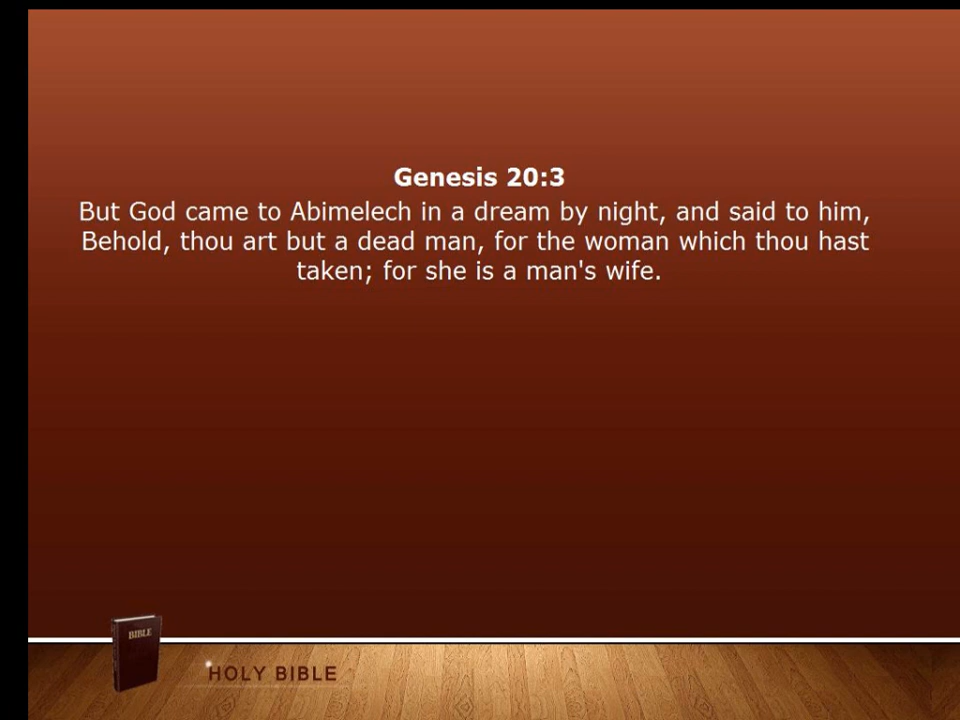 Genesis 20:3
But God came to Abimelech in a dream by night, and said to him,
Behold, thou art but a dead man, for the woman which thou hast
taken; for she is a man's wife.
BIBLE
HOLY BIBLE